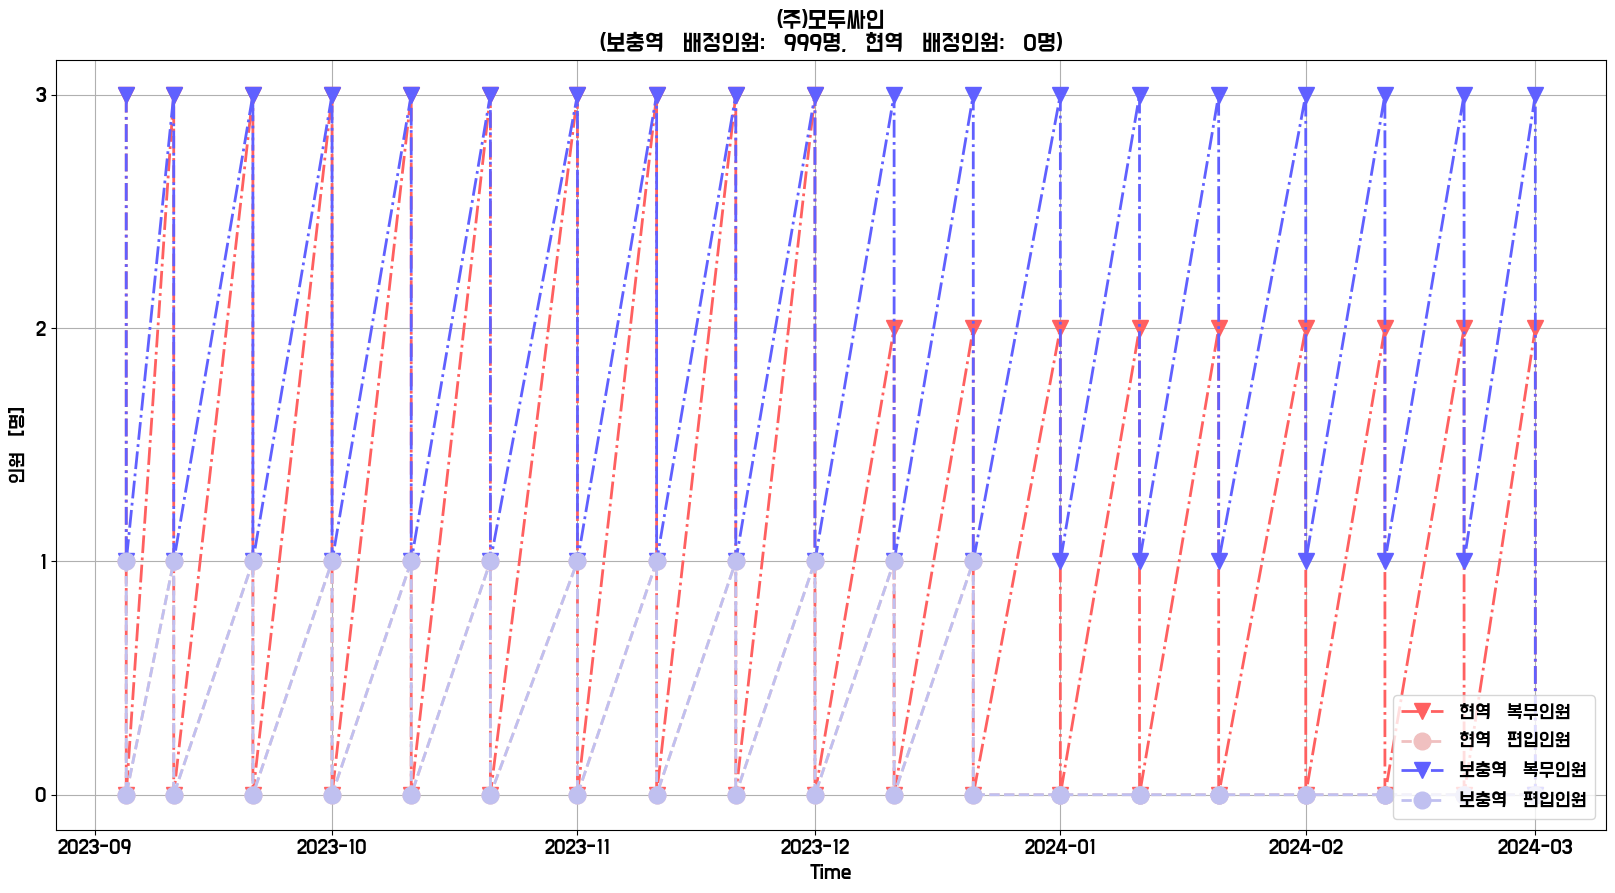 (주)모두싸인
(보충역 배정인원: 999명, 현역 배정인원: 0명)
3
2
1
0
인원 [명]
2023-09
2023-10
2023-11
2023-12
2024-01
2024-02
2024-03
Time
현역 복무인원
현역 편입인원
보충역 복무인원
보충역 편입인원